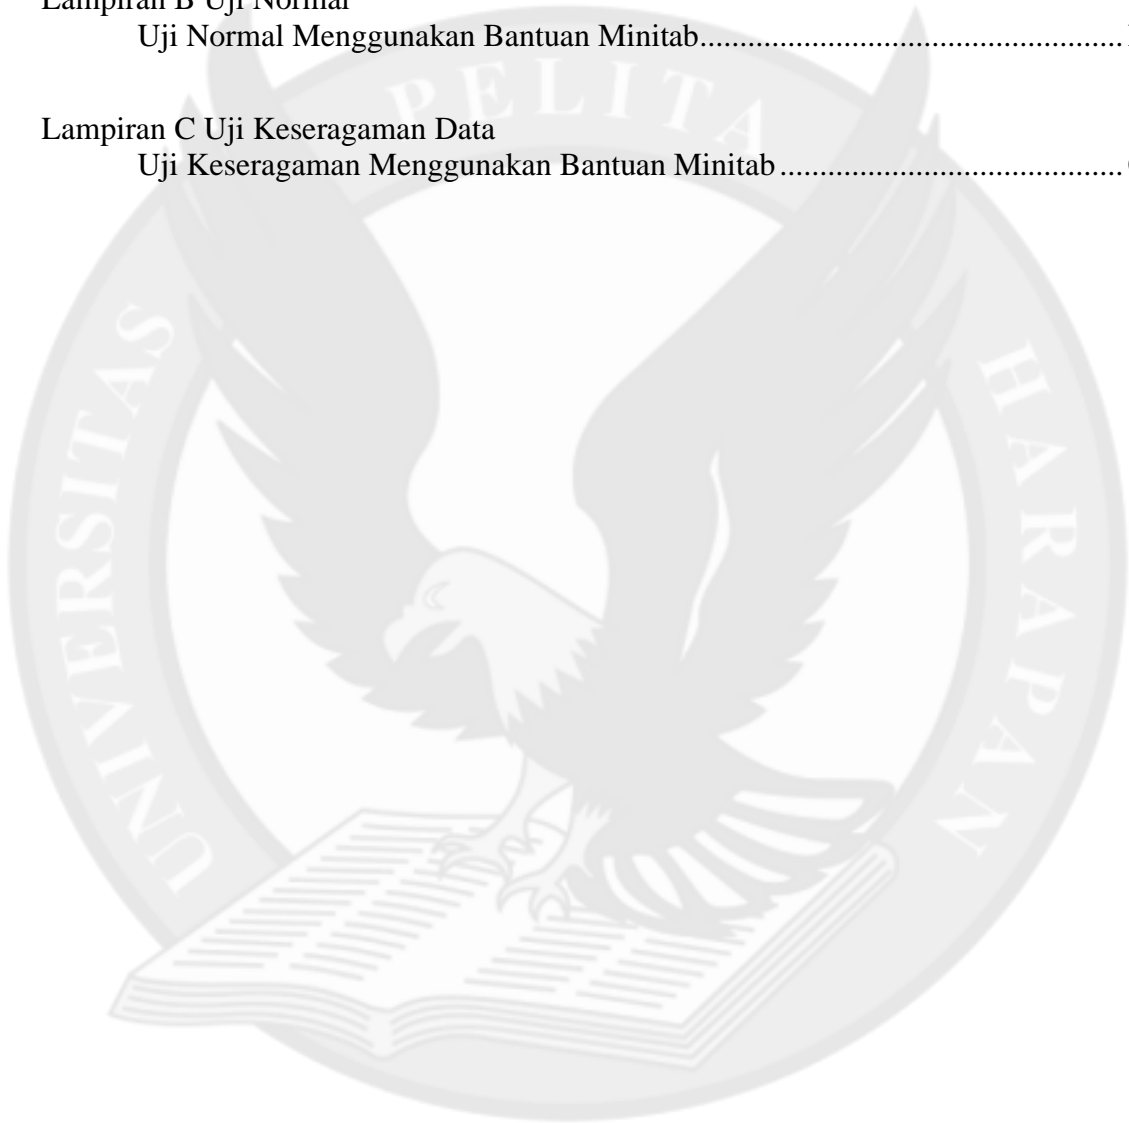 Lampiran B Uji Normal
Uji Normal Menggunakan Bantuan Minitab....................................................
Lampiran C Uji Keseragaman Data
Uji Keseragaman Menggunakan Bantuan Minitab ...........................................
UNIVERSITAS PELITA HARAPAN